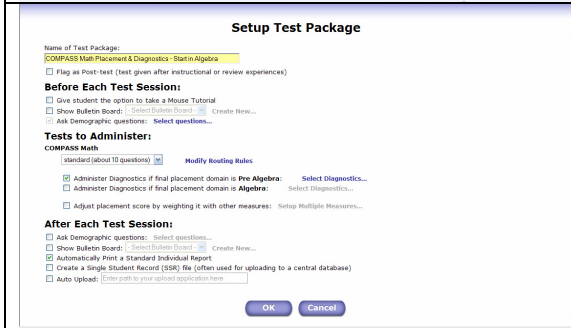 Setup Test Package
Name of Test Package:
COMPASS Math Placement & Diagnostics - Start in Algebra
Flag as Post-test (test given after instructional or review experiences)
Before Each Test Session:
Give student the option to take a Mouse Tutorial
Show Bulletin Board: - Select Bulletin Board - Create New...
Ask Demographic questions: Select questions...
Tests to Administer:
COMPASS Math
standard (about 10 questions) Modify Routing Rules
Administer Diagnostics if final placement domain is Pre Algebra: Select Diagnostics...
Administer Diagnostics if final placement domain is Algebra: Select Diagnostics...
Adjust placement score by weighting it with other measures: Setup Multiple Measures...
After Each Test Session:
Ask Demographic questions: Select questions...
Show Bulletin Board: - Select Bulletin Board - Create New...
Automatically Print a Standard Individual Report
Create a Single Student Record (SSR) file (often used for uploading to a central database)
Auto Upload: Enter path to your upload application here
OK Cancel